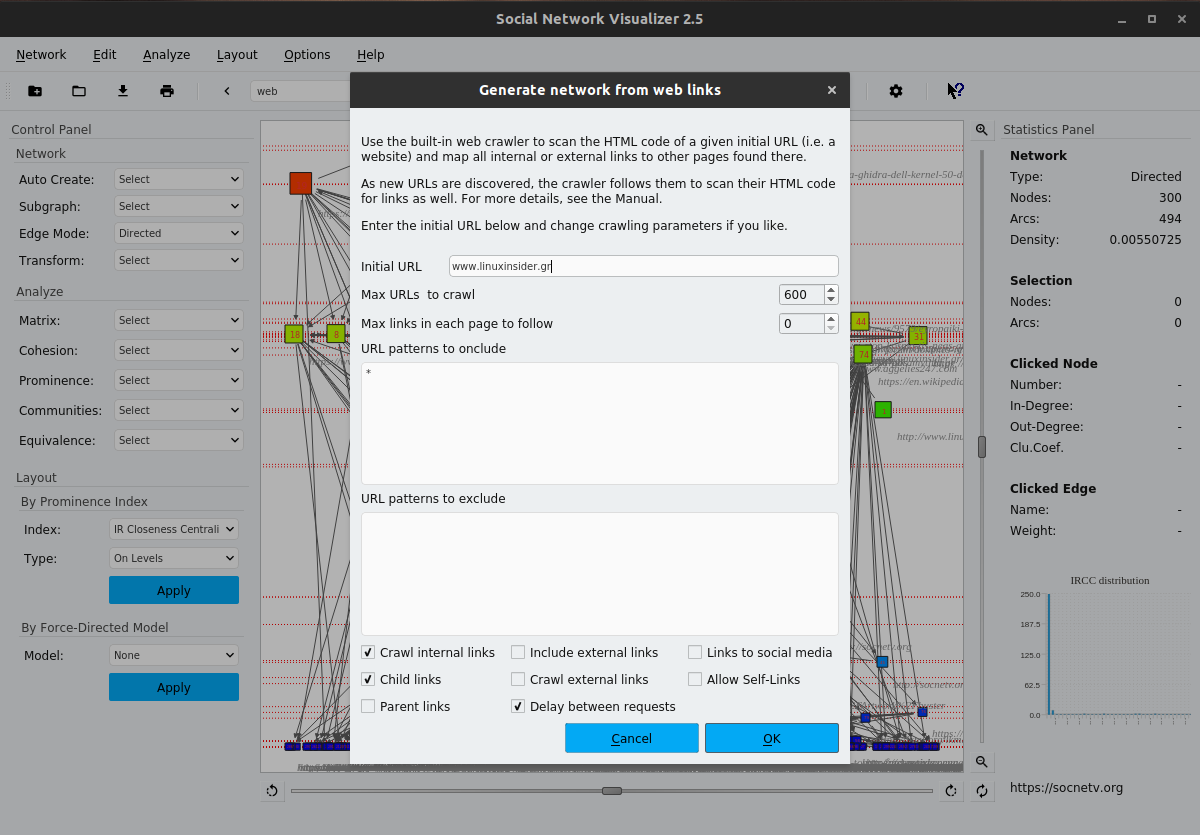 Social Network Visualizer 2.5
Network Edit Analyze Layout Options Help
web
Control Panel
Network
Auto Create: Select
Subgraph: Select
Edge Mode: Directed
Transform: Select
Analyze
Matrix: Select
Cohesion: Select
Prominence: Select
Communities: Select
Equivalence: Select
Layout
By Prominence Index
Index: IR Closeness Centrali
Type: On Levels
Apply
By Force-Directed Model
Model: None
Apply
18
8
Generate network from web links
Use the built-in web crawler to scan the HTML code of a given initial URL (i.e. a
website) and map all internal or external links to other pages found there.
As new URLs are discovered, the crawler follows them to scan their HTML code
for links as well. For more details, see the Manual.
Enter the initial URL below and change crawling parameters if you like.
Initial URL www.linuxinsider.gr
Max URLs to crawl 600
Max links in each page to follow 0
URL patterns to onclude
*
URL patterns to exclude
Crawl internal links Include external links Links to social media
Child links Crawl external links Allow Self-Links
Parent links Delay between requests
Cancel OK
a-ghidra-dell-kernel-50-d
44
31
74
https://en.wikipedia
1
http://www.linu
http://socnetv.or
https://
Statistics Panel
Network
Type: Directed
Nodes: 300
Arcs: 494
Density: 0.00550725
Selection
Nodes: 0
Arcs: 0
Clicked Node
Number: -
In-Degree: -
Out-Degree: -
Clu.Coef. -
Clicked Edge
Name: -
Weight: -
IRCC distribution
250.0
187.5
125.0
62.5
0.0
https://socnetv.org